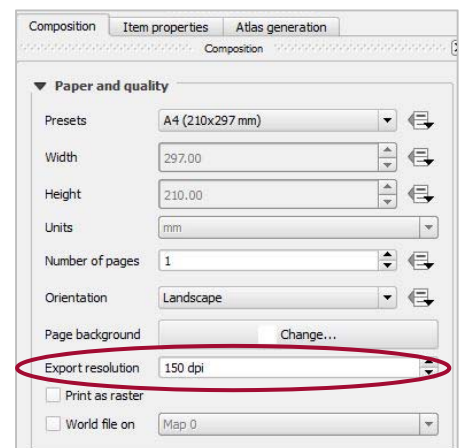 Composition Item properties Atlas generation
Composition
Paper and quality
Presets A4 (210x297 mm)
Width 297.00
Height 210.00
Units mm
Number of pages 1
Orientation Landscape
Page background Change...
Export resolution 150 dpi
Print as raster
World file on Map 0